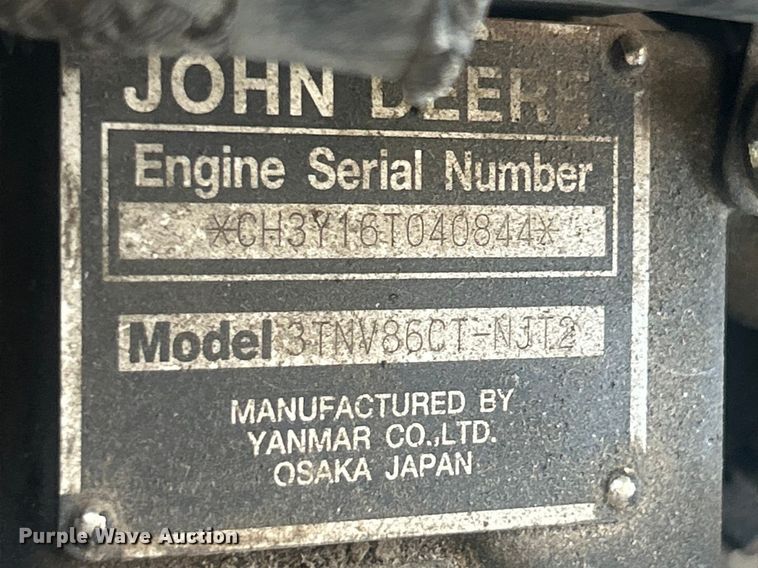 JOHN DEERE
Engine Serial Number
*CH3Y16T040844*
Model 3TNV86CT-NJT2
MANUFACTURED BY
YANMAR CO.,LTD.
OSAKA JAPAN
Purple Wave Auction